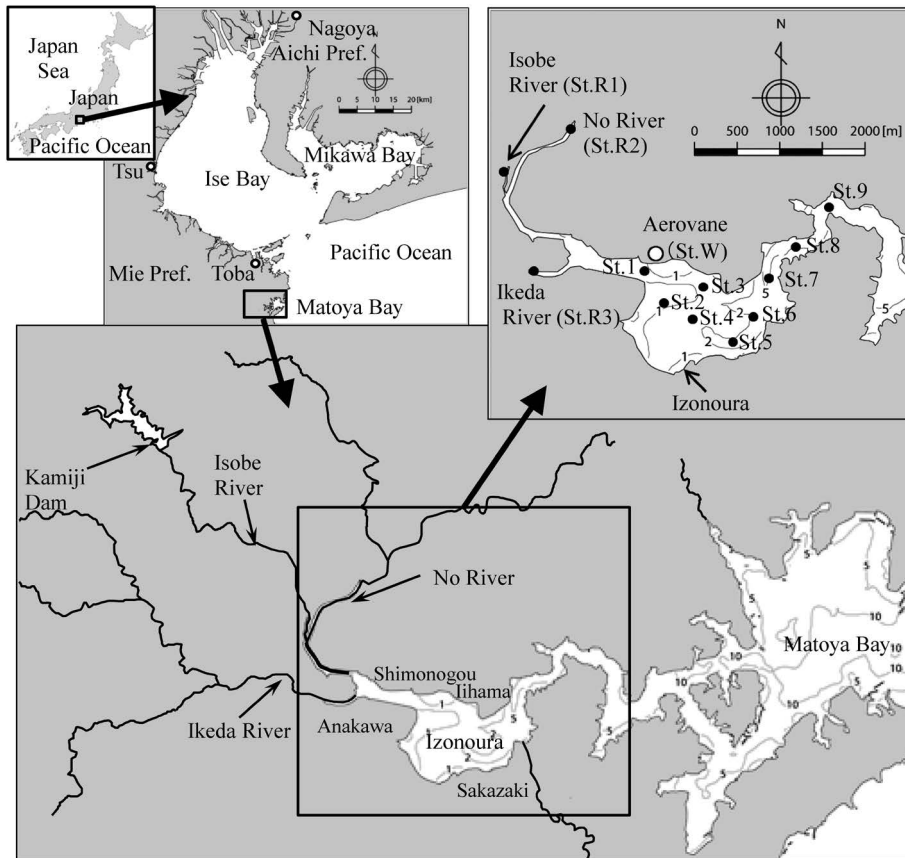 Japan
Sea
Japan
Pacific Ocean
Nagoya
Aichi Pref.
N
0 5 10 20 [km]
Mikawa Bay
Ise Bay
Tsu
Pacific Ocean
Mie Pref.
Toba
Matoya Bay
Isobe
River (St.R1)
No River
(St.R2)
N
0 500 1000 1500 2000 [m]
St.9
Aerovane
(St.W)
St.8
St.1
1
St.7
St.3
Ikeda
River (St.R3)
St.2
1
5
St.4
2
St.6
5
2
St.5
1
Izonoura
Kamiji
Dam
Isobe
River
No River
5
5
10
Matoya Bay
10
10
10
10
5
Shimonogou
Iihama
1
5
Ikeda River
Anakawa
1
Izonoura
2
2
1
Sakazaki
5